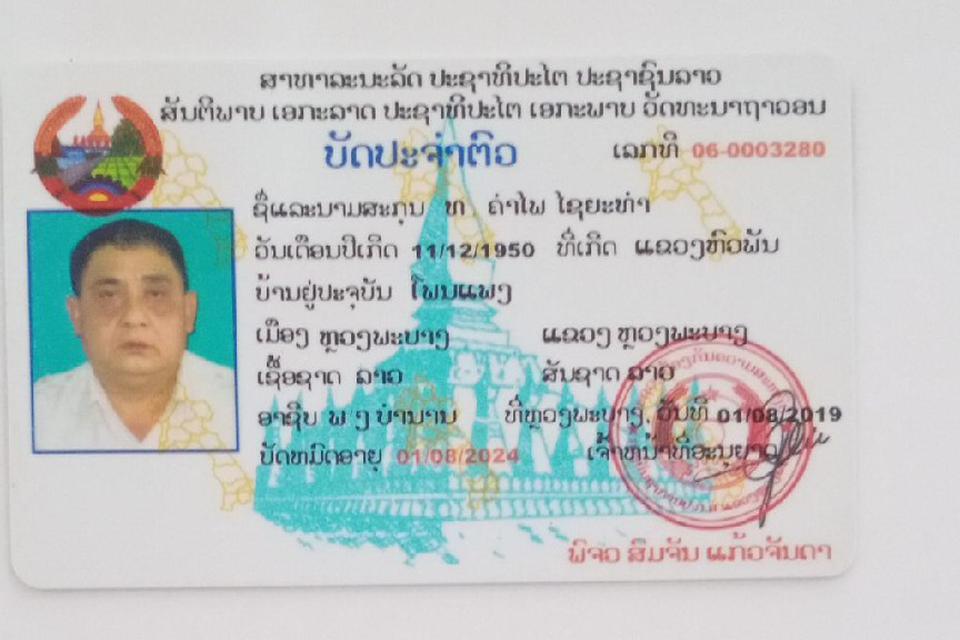 ສາທາລະນະລັດ ປະຊາທິປະໄຕ ປະຊາຊົນລາວ
ສັນຕິພາບ ເອກະລາດ ປະຊາທິປະໄຕ ເອກະພາບ ວັດທະນາຖາວອນ
ບັດປະຈຳຕົວ ເລກທີ 06-0003280
ຊື່ແລະນາມສະກຸນ ທ. ຄຳໄພ ໄຊຍະທຳ
ວັນເດືອນປີເກີດ 11/12/1950 ທີ່ເກີດ ແຂວງຫົວພັນ
ບ້ານຢູ່ປະຈຸບັນ ໂພນແພງ
ເມືອງ ຫຼວງພະບາງ ແຂວງ ຫຼວງພະບາງ
ເຊື້ອຊາດ ລາວ ສັນຊາດ ລາວ
ອາຊີບ ພ ງ ບຳນານ ທີ່ຫຼວງພະບາງ, ວັນທີ 01/08/2019
ບັດຫມົດອາຍຸ 01/08/2024 ເຈົ້າຫນ້າທີ່ອະນຸຍາດ
ພົຈວ ສົມຈັນ ແກ້ວຈັນດາ